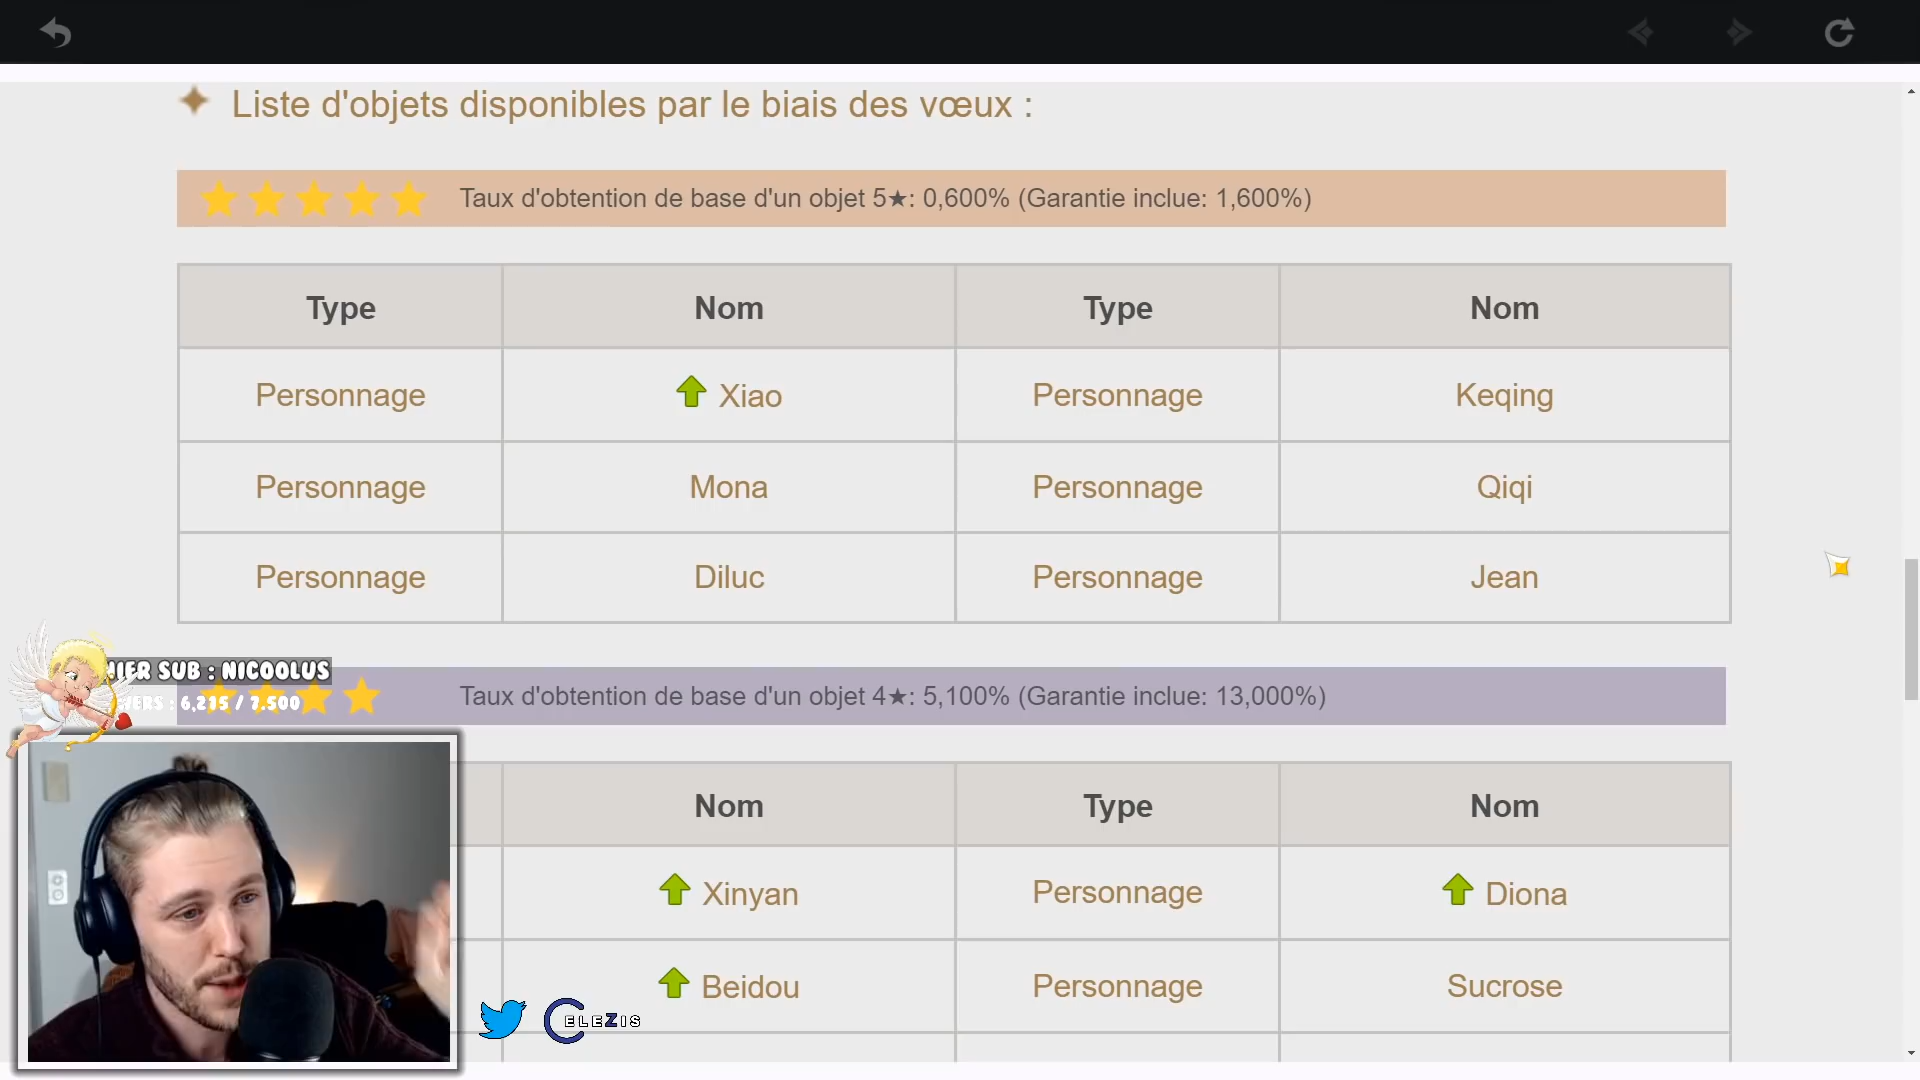 Liste d'objets disponibles par le biais des vœux :
Taux d'obtention de base d'un objet 5★: 0,600% (Garantie inclue: 1,600%)
Type Nom Type Nom
Personnage Xiao Personnage Keqing
Personnage Mona Personnage Qiqi
Personnage Diluc Personnage Jean
SUB : NICOOLUS
: 6,215 / 7.500
Taux d'obtention de base d'un objet 4★: 5,100% (Garantie inclue: 13,000%)
Nom Type Nom
Xinyan Personnage Diona
Beidou Personnage Sucrose
CELEZIS